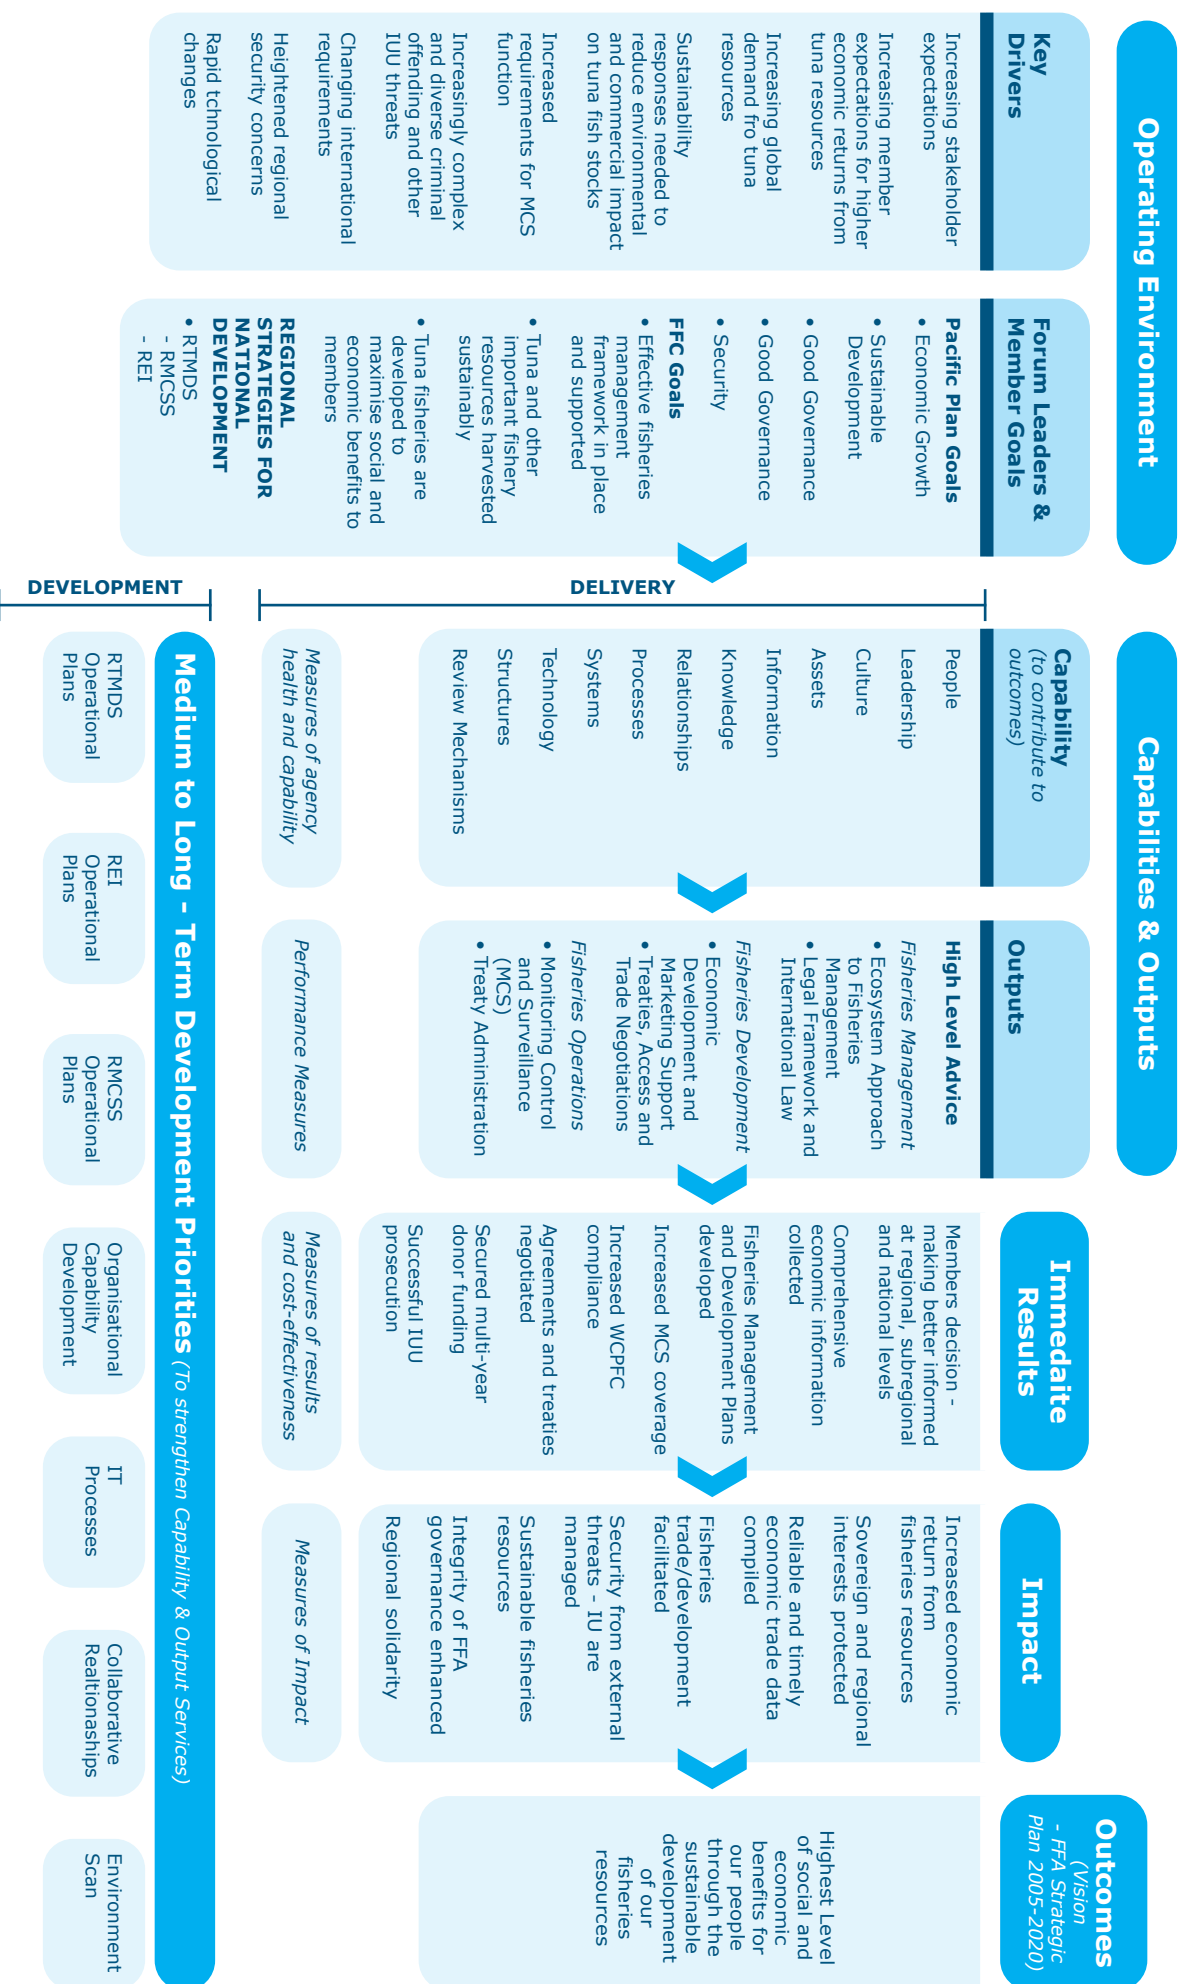 Operating Environment
Key
Drivers
Increasing stakeholder
expectations
Increasing member
expectations for higher
economic returns from
tuna resources
Increasing global
demand fro tuna
resources
Sustainability
responses needed to
reduce environmental
and commercial impact
on tuna fish stocks
Increased
requirements for MCS
function
Increasingly complex
and diverse criminal
offending and other
IUU threats
Changing international
requirements
Heightened regional
security concerns
Rapid tchnological
changes
Forum Leaders &
Member Goals
Pacific Plan Goals
• Economic Growth
• Sustainable
Development
• Good Governance
• Good Governance
• Security
FFC Goals
• Effective fisheries
management
framework in place
and supported
• Tuna and other
important fishery
resources harvested
sustainably
• Tuna fisheries are
developed to
maximise social and
economic benefits to
members
REGIONAL
STRATEGIES FOR
NATIONAL
DEVELOPMENT
• RTMDS
- RMCSS
- REI
Capabilities & Outputs
DELIVERY
Capability
(to contribute to
outcomes)
People
Leadership
Culture
Assets
Information
Knowledge
Relationships
Processes
Systems
Technology
Structures
Review Mechanisms
Measures of agency
health and capability
Outputs
High Level Advice
Fisheries Management
• Ecosystem Approach
to Fisheries
Management
• Legal Framework and
International Law
Fisheries Development
• Economic
Development and
Marketing Support
• Treaties, Access and
Trade Negotiations
Fisheries Operations
• Monitoring Control
and Surveillance
(MCS)
• Treaty Administration
Performance Measures
Immedaite
Results
Members decision -
making better informed
at regional, subregional
and national levels
Comprehensive
economic information
collected
Fisheries Management
and Development Plans
developed
Increased MCS coverage
Increased WCPFC
compliance
Agreements and treaties
negotiated
Secured multi-year
donor funding
Successful IUU
prosecution
Measures of results
and cost-effectiveness
Impact
Increased economic
return from
fisheries resources
Sovereign and regional
interests protected
Reliable and timely
economic trade data
compiled
Fisheries
trade/development
facilitated
Security from external
threats - IU are
managed
Sustainable fisheries
resources
Integrity of FFA
governance enhanced
Regional solidarity
Measures of Impact
Outcomes
(Vision
- FFA Strategic
Plan 2005-2020)
Highest Level
of social and
economic
benefits for
our people
through the
sustainable
development
of our
fisheries
resources
DEVELOPMENT
Medium to Long - Term Development Priorities (To strengthen Capability & Output Services)
RTMDS
Operational
Plans
REI
Operational
Plans
RMCSS
Operational
Plans
Organisational
Capability
Development
IT
Processes
Collaborative
Realtionaships
Environment
Scan